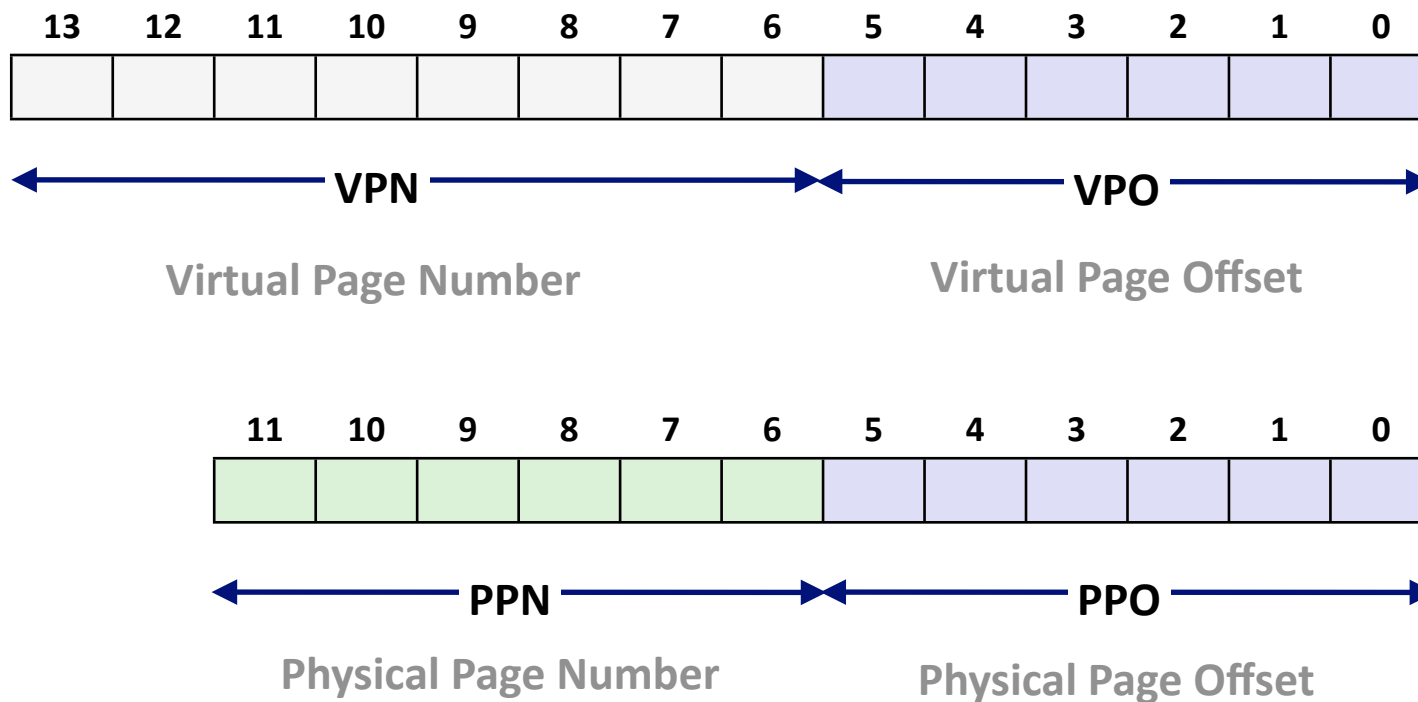 13 12 11 10 9 8 7 6 5 4 3 2 1 0
VPN VPO
Virtual Page Number Virtual Page Offset
11 10 9 8 7 6 5 4 3 2 1 0
PPN PPO
Physical Page Number Physical Page Offset